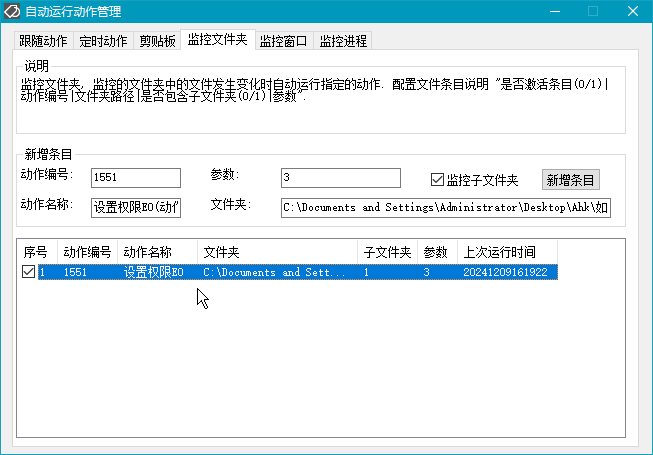 自动运行动作管理
跟随动作 定时动作 剪贴板 监控文件夹 监控窗口 监控进程
说明
监控文件夹, 监控的文件夹中的文件发生变化时自动运行指定的动作. 配置文件条目说明 "是否激活条目(0/1)|
动作编号|文件夹路径|是否包含子文件夹(0/1)|参数".
新增条目
动作编号: 1551 参数: 3 监控子文件夹 新增条目
动作名称: 设置权限E0(动作 文件夹: C:\Documents and Settings\Administrator\Desktop\Ahk\如
序号 动作编号 动作名称 文件夹 子文件夹 参数 上次运行时间
1 1551 设置权限E0 C:\Documents and Sett... 1 3 20241209161922